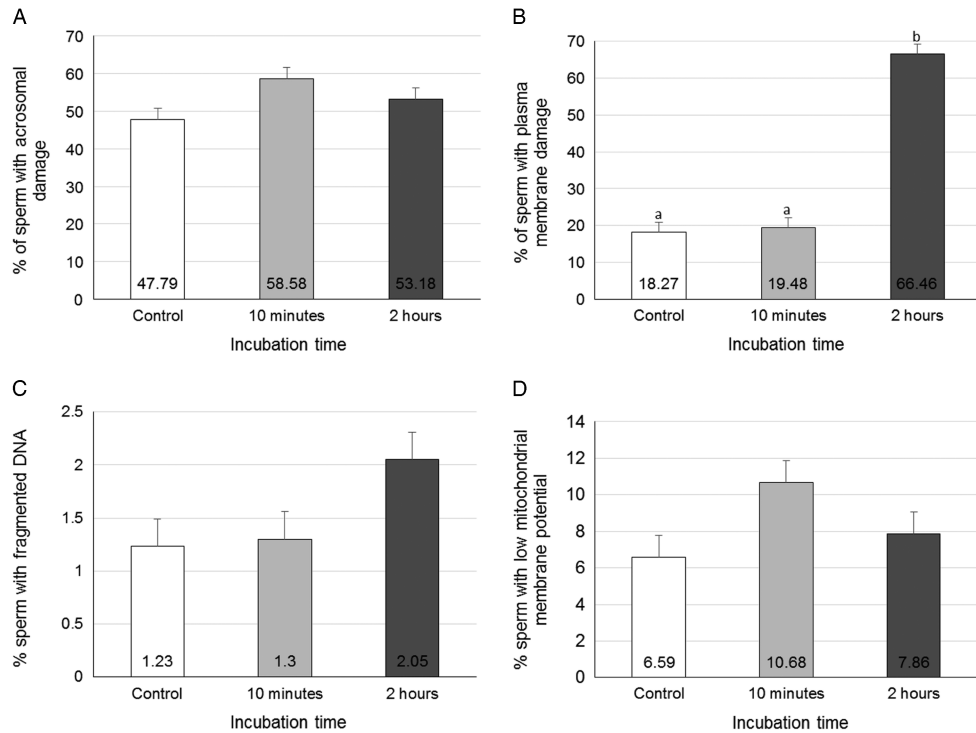 A
% of sperm with acrosomal
damage
70
60
50
40
30
20
10
0
47.79
58.58
53.18
Control
10 minutes
2 hours
Incubation time
B
% of sperm with plasma
membrane damage
70
60
50
40
30
20
10
0
a
a
b
18.27
19.48
66.46
Control
10 minutes
2 hours
Incubation time
C
% sperm with fragmented DNA
2.5
2
1.5
1
0.5
0
1.23
1.3
2.05
Control
10 minutes
2 hours
Incubation time
D
% sperm with low mitochondrial
membrane potential
14
12
10
8
6
4
2
0
6.59
10.68
7.86
Control
10 minutes
2 hours
Incubation time